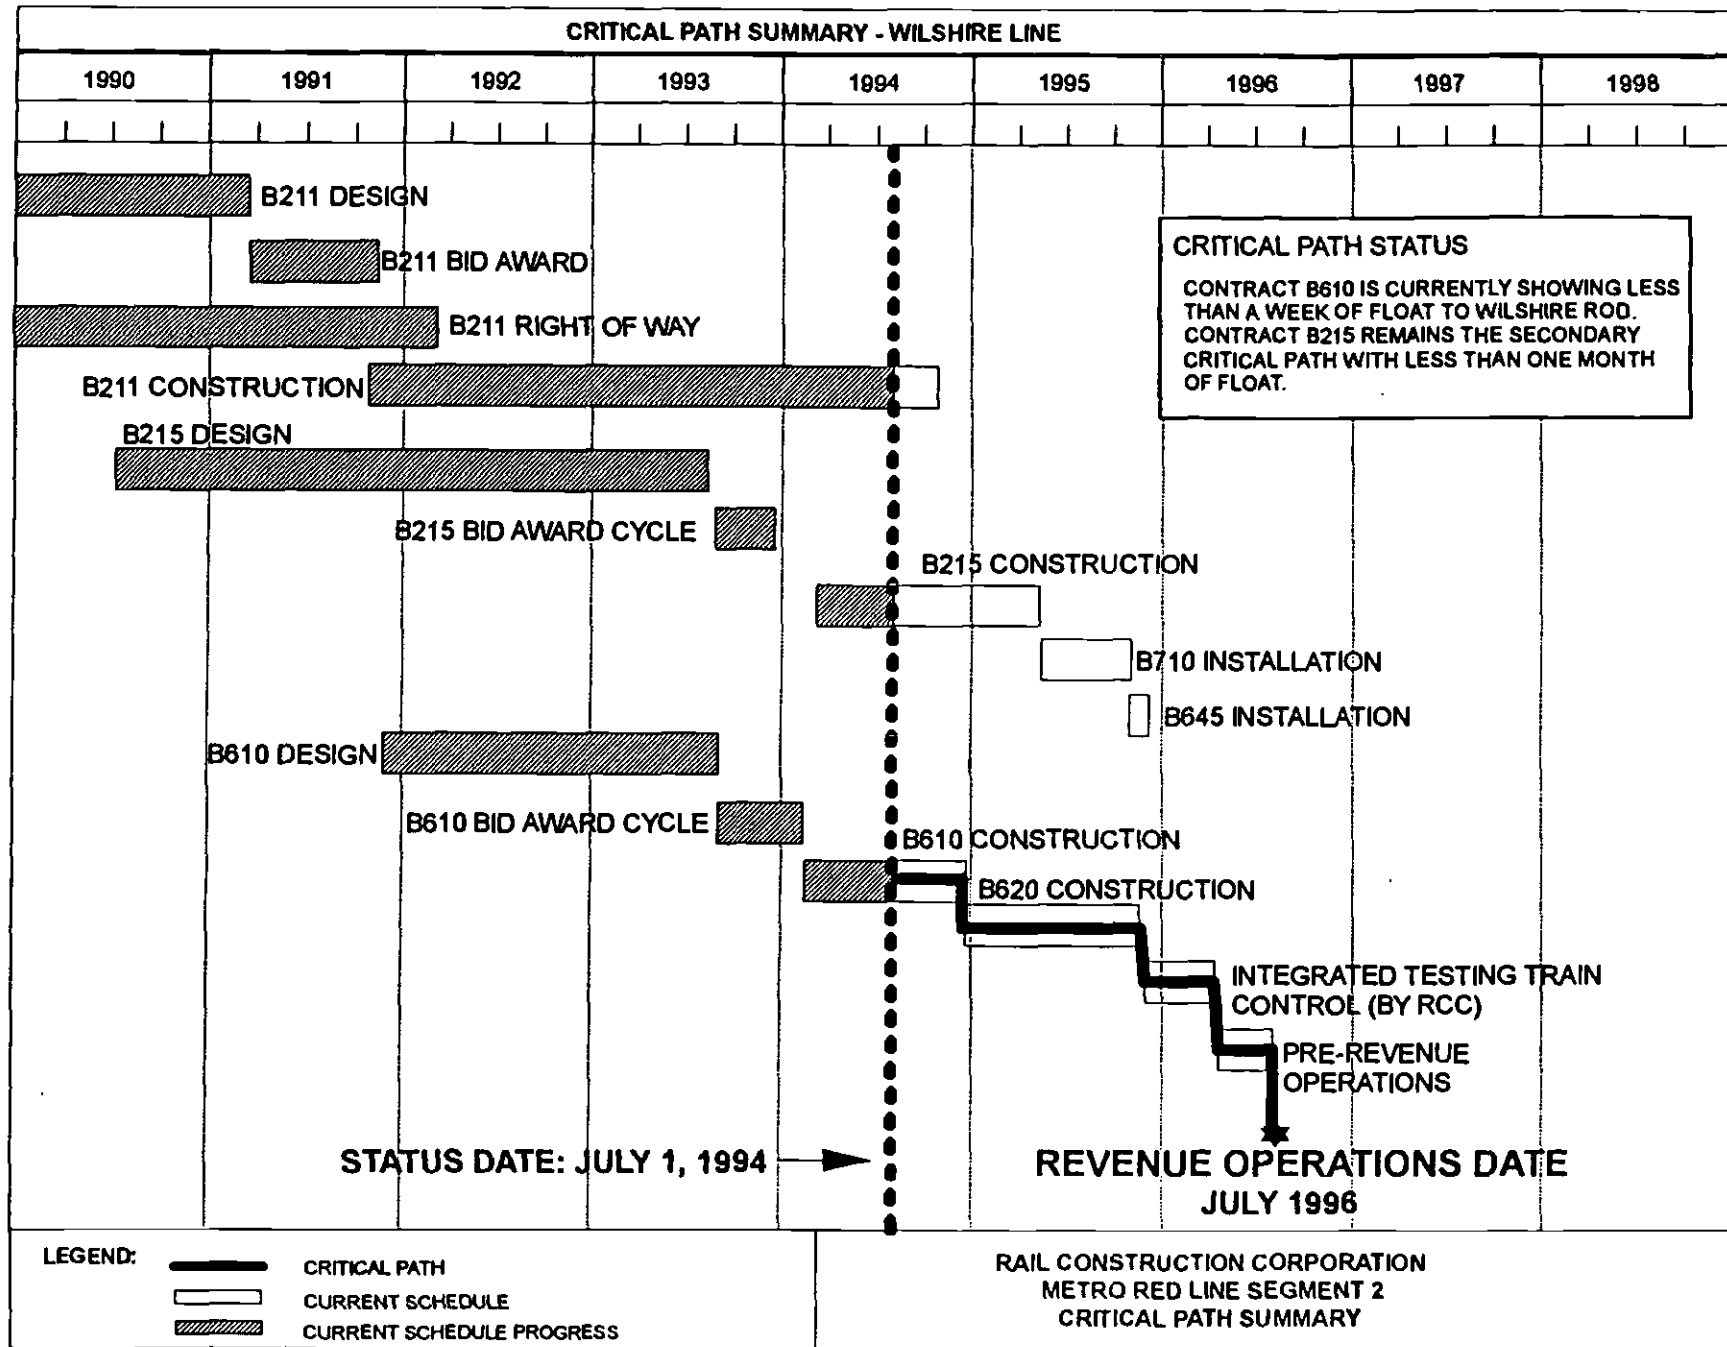 CRITICAL PATH SUMMARY - WILSHIRE LINE
1990 1991 1992 1993 1994 1995 1996 1997 1998
B211 DESIGN
B211 BID AWARD
B211 RIGHT OF WAY
B211 CONSTRUCTION
B215 DESIGN
B215 BID AWARD CYCLE
B215 CONSTRUCTION
B710 INSTALLATION
B645 INSTALLATION
B610 DESIGN
B610 BID AWARD CYCLE
B610 CONSTRUCTION
B620 CONSTRUCTION
INTEGRATED TESTING TRAIN
CONTROL (BY RCC)
PRE-REVENUE
OPERATIONS
CRITICAL PATH STATUS
CONTRACT B610 IS CURRENTLY SHOWING LESS
THAN A WEEK OF FLOAT TO WILSHIRE ROD.
CONTRACT B215 REMAINS THE SECONDARY
CRITICAL PATH WITH LESS THAN ONE MONTH
OF FLOAT.
STATUS DATE: JULY 1, 1994
REVENUE OPERATIONS DATE
JULY 1996
LEGEND:
CRITICAL PATH
CURRENT SCHEDULE
CURRENT SCHEDULE PROGRESS
RAIL CONSTRUCTION CORPORATION
METRO RED LINE SEGMENT 2
CRITICAL PATH SUMMARY